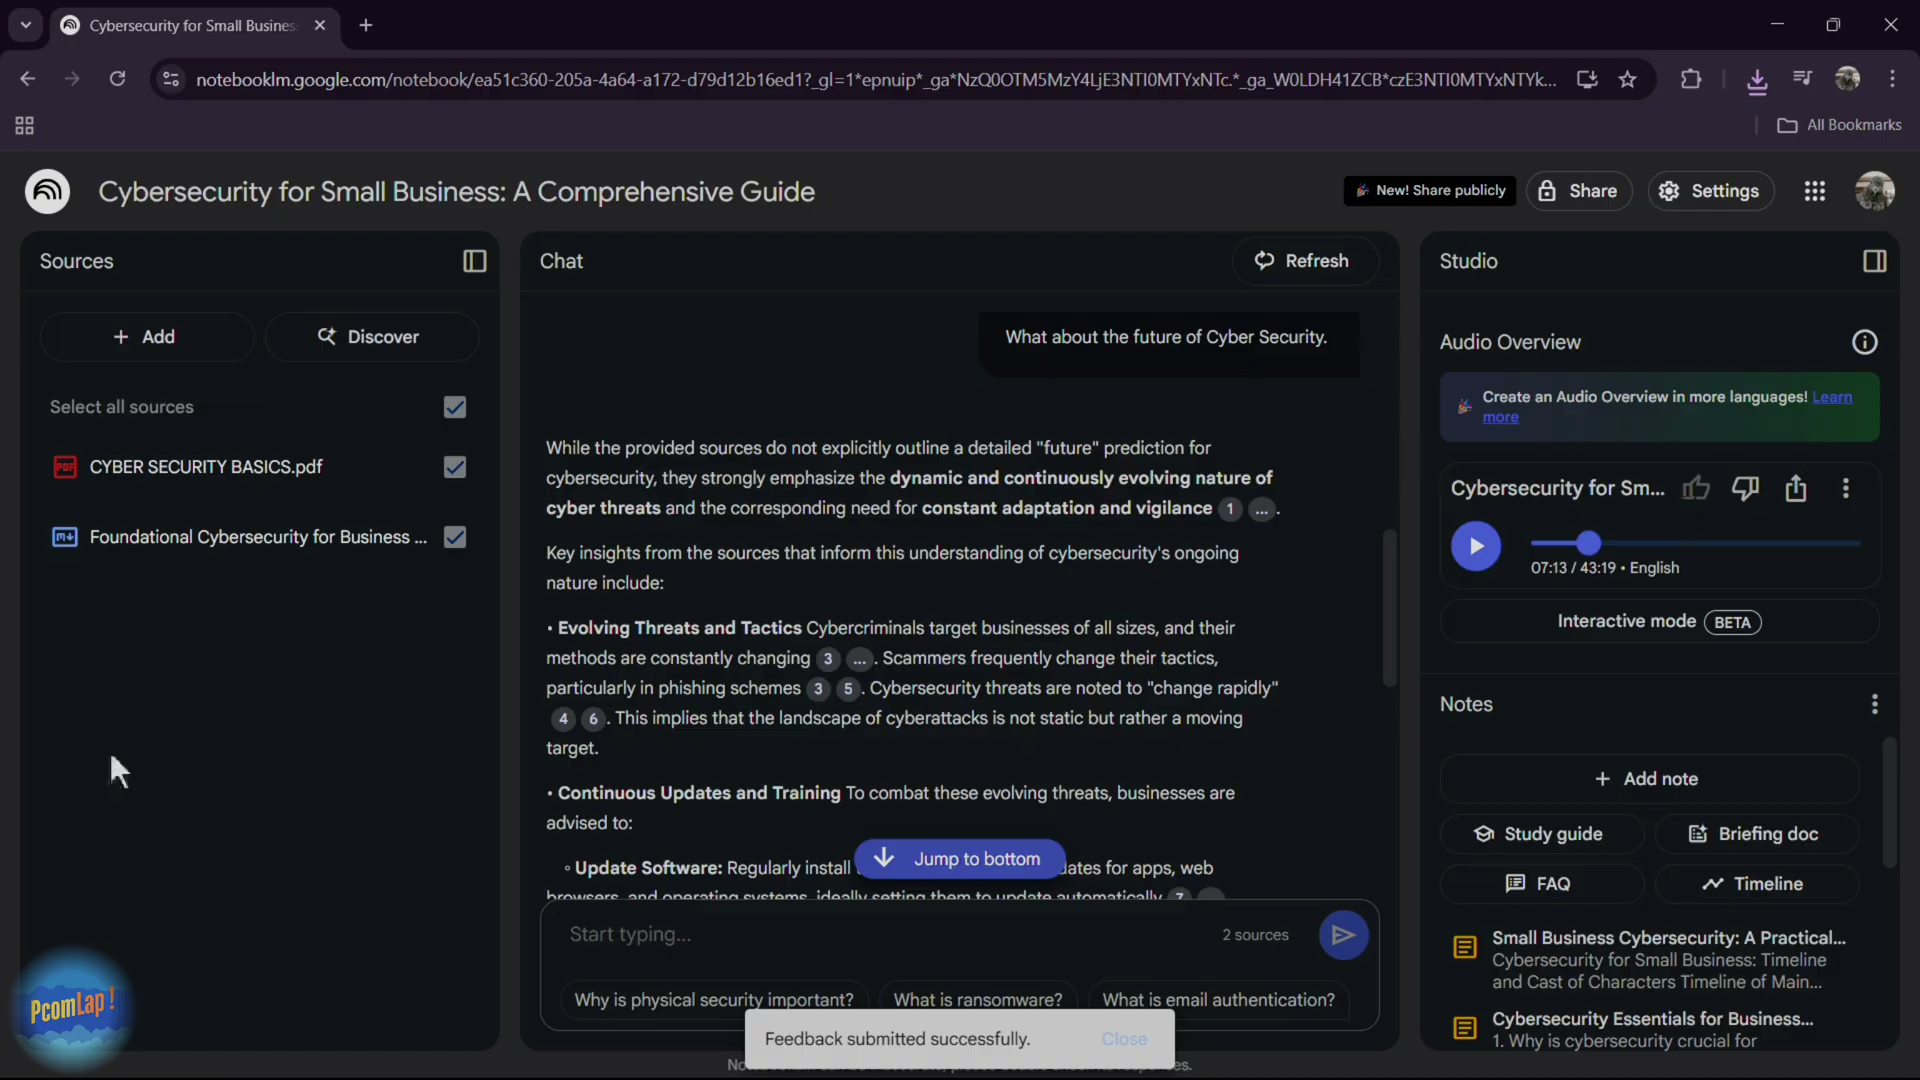 Cybersecurity for Small Busines
notebooklm.google.com/notebook/ea51c360-205a-4a64-a172-d79d12b16ed1?_gl=1*epnuip*_ga*NzQ0OTM5MzY4LjE3NTI0MTYxNTc.*_ga_W0LDH41ZCB*czE3NTI0MTYxNTYk...
All Bookmarks
Cybersecurity for Small Business: A Comprehensive Guide
New! Share publicly
Share
Settings
Sources
Add
Discover
Select all sources
PDF
CYBER SECURITY BASICS.pdf
Foundational Cybersecurity for Business ...
PcomLap!
Chat
Refresh
What about the future of Cyber Security.
While the provided sources do not explicitly outline a detailed "future" prediction for
cybersecurity, they strongly emphasize the dynamic and continuously evolving nature of
cyber threats and the corresponding need for constant adaptation and vigilance 1 ... .
Key insights from the sources that inform this understanding of cybersecurity's ongoing
nature include:
• Evolving Threats and Tactics Cybercriminals target businesses of all sizes, and their
methods are constantly changing 3 ... . Scammers frequently change their tactics,
particularly in phishing schemes 3 5 . Cybersecurity threats are noted to "change rapidly"
4 6 . This implies that the landscape of cyberattacks is not static but rather a moving
target.
• Continuous Updates and Training To combat these evolving threats, businesses are
advised to:
◦ Update Software: Regularly install dates for apps, web
browsers, and operating systems, ideally setting them to update automatically 7
Jump to bottom
Start typing...
2 sources
Why is physical security important?
What is ransomware?
What is email authentication?
Feedback submitted successfully.
Close
Studio
Audio Overview
Create an Audio Overview in more languages! Learn
more
Cybersecurity for Sm...
07:13 / 43:19 • English
Interactive mode BETA
Notes
Add note
Study guide
Briefing doc
FAQ
Timeline
Small Business Cybersecurity: A Practical...
Cybersecurity for Small Business: Timeline
and Cast of Characters Timeline of Main...
Cybersecurity Essentials for Business...
1. Why is cybersecurity crucial for